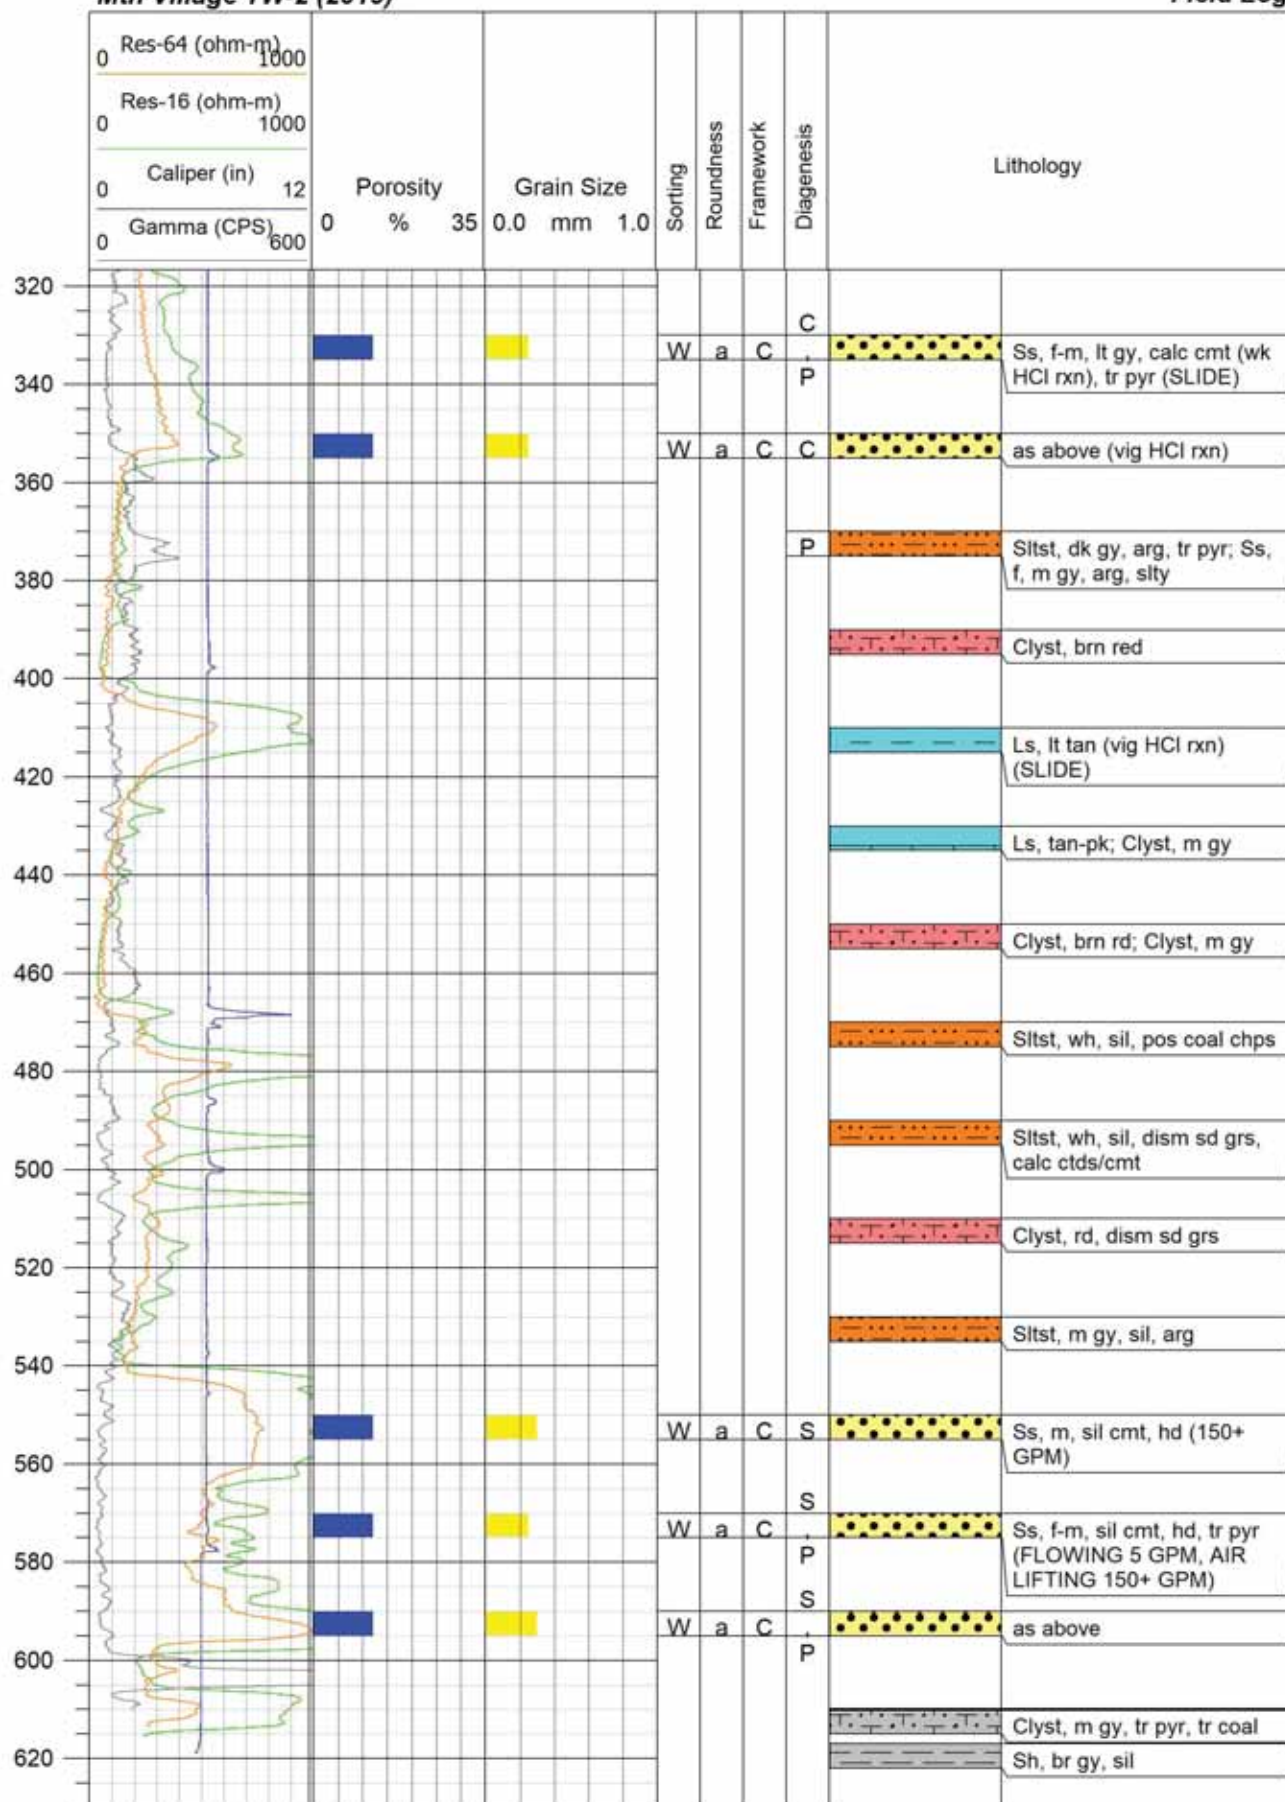 Mtn Village TW-2 (2013)
Field Log
Res-64 (ohm-m)
0 1000
Res-16 (ohm-m)
0 1000
Caliper (in)
0 12
Gamma (CPS)
0 600
Porosity
0 % 35
Grain Size
0.0 mm 1.0
Sorting
Roundness
Framework
Diagenesis
Lithology
320
C
W a C , Ss, f-m, lt gy, calc cmt (wk
P HCl rxn), tr pyr (SLIDE)
340
W a C C as above (vig HCl rxn)
360
P Sltst, dk gy, arg, tr pyr; Ss,
f, m gy, arg, slty
380
Clyst, brn red
400
Ls, lt tan (vig HCl rxn)
(SLIDE)
420
Ls, tan-pk; Clyst, m gy
440
Clyst, brn rd; Clyst, m gy
460
Sltst, wh, sil, pos coal chps
480
Sltst, wh, sil, dism sd grs,
calc ctds/cmt
500
Clyst, rd, dism sd grs
520
Sltst, m gy, sil, arg
540
W a C S Ss, m, sil cmt, hd (150+
GPM)
560
S
W a C , Ss, f-m, sil cmt, hd, tr pyr
P (FLOWING 5 GPM, AIR
580
LIFTING 150+ GPM)
S
W a C , as above
P
600
Clyst, m gy, tr pyr, tr coal
620
Sh, br gy, sil